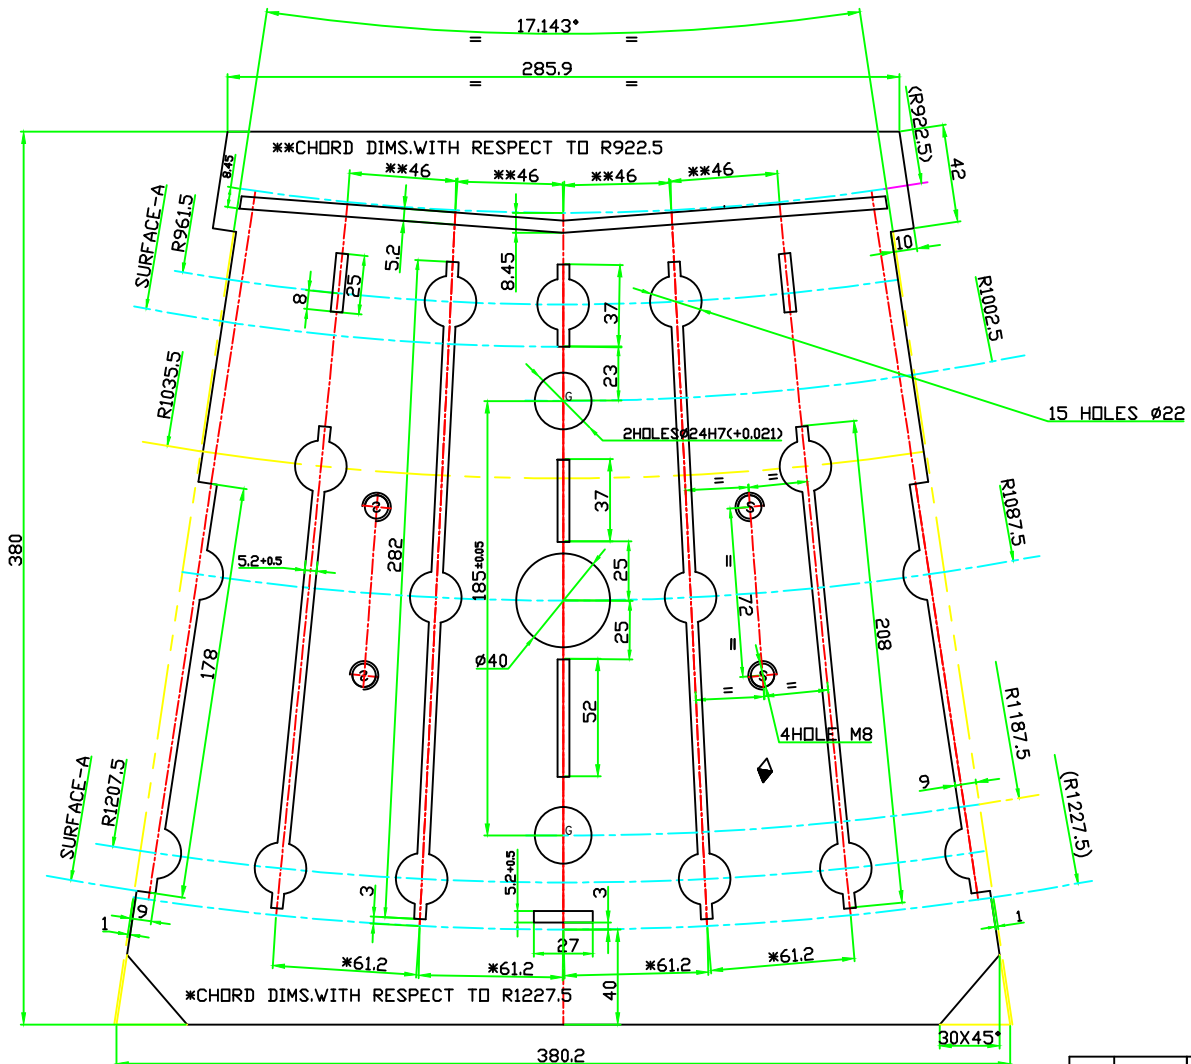 17.143°
= =
285.9
= =
**CHORD DIMS.WITH RESPECT TO R922.5
(R922.5)
42
8.45
**46
**46
**46
**46
SURFACE-A
R961.5
5.2
8.45
10
8
25
37
R1002.5
23
R1035.5
15 HOLES Ø22
G
2HOLESØ24H7(+0.021)
= =
S
S
37
R1087.5
380
5.2+0.5
282
185±0.05
25
=
72
25
=
208
178
Ø40
S
S
= =
52
4HOLE M8
R1187.5
9
SURFACE-A
R1207.5
(R1227.5)
G
5.2+0.5
3
3
9
1
1
27
*61.2
*61.2
*61.2
*61.2
40
*CHORD DIMS.WITH RESPECT TO R1227.5
30X45°
380.2